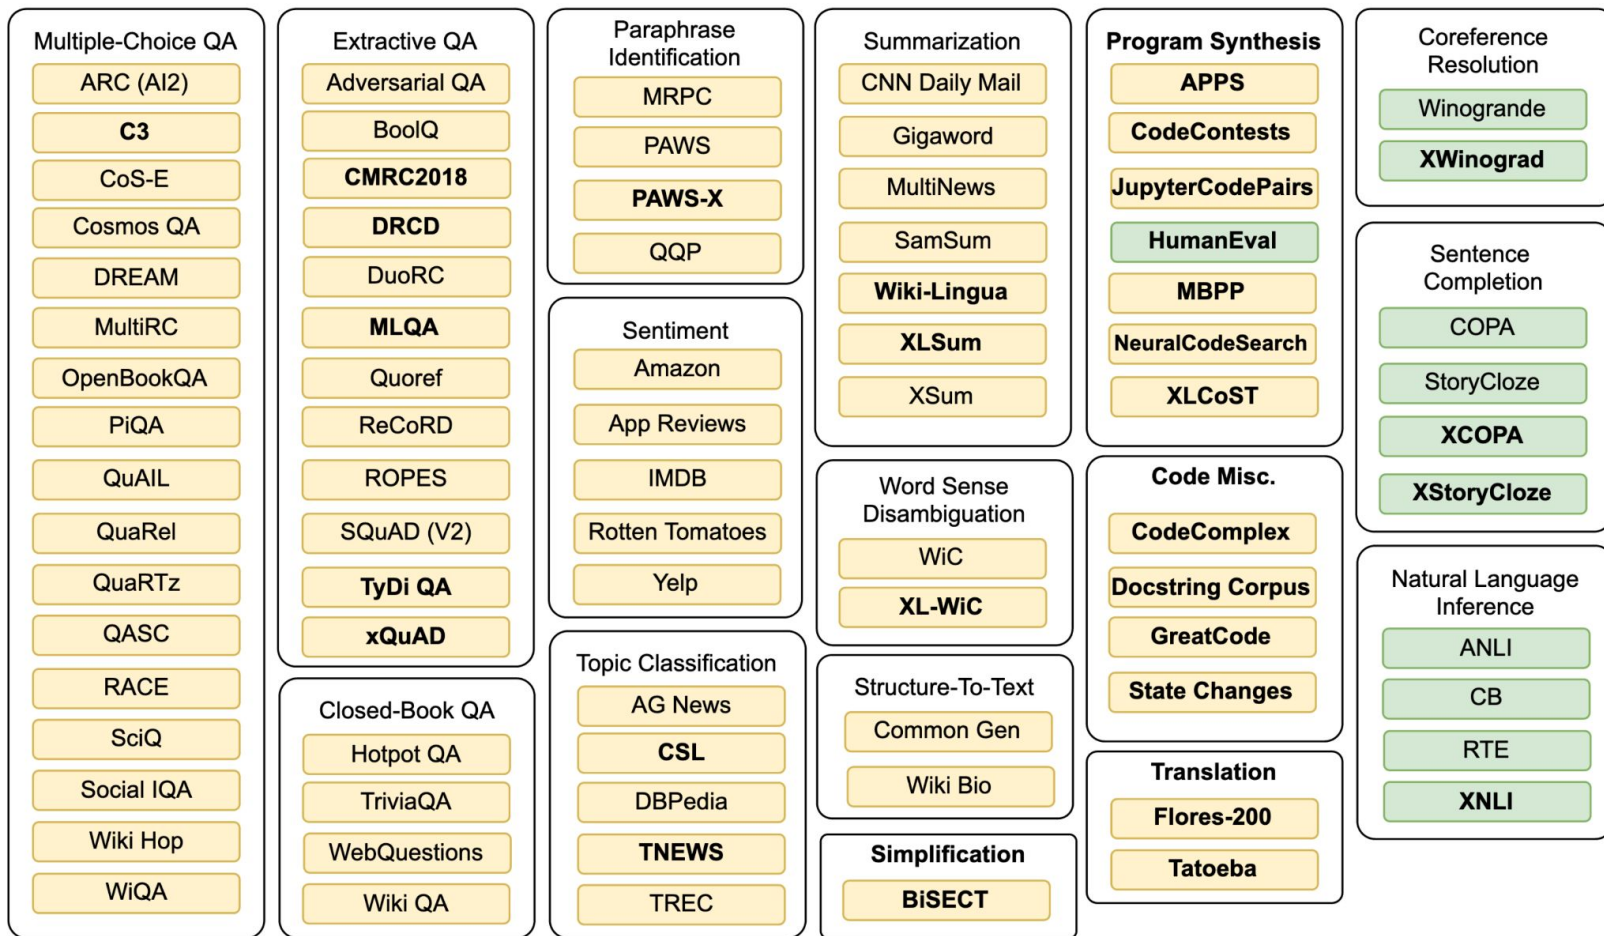 Multiple-Choice QA
ARC (AI2)
C3
CoS-E
Cosmos QA
DREAM
MultiRC
OpenBookQA
PiQA
QuAIL
QuaRel
QuaRTz
QASC
RACE
SciQ
Social IQA
Wiki Hop
WiQA
Extractive QA
Adversarial QA
BoolQ
CMRC2018
DRCD
DuoRC
MLQA
Quoref
ReCoRD
ROPES
SQuAD (V2)
TyDi QA
xQuAD
Closed-Book QA
Hotpot QA
TriviaQA
WebQuestions
Wiki QA
Paraphrase
Identification
MRPC
PAWS
PAWS-X
QQP
Sentiment
Amazon
App Reviews
IMDB
Rotten Tomatoes
Yelp
Topic Classification
AG News
CSL
DBPedia
TNEWS
TREC
Summarization
CNN Daily Mail
Gigaword
MultiNews
SamSum
Wiki-Lingua
XLSum
XSum
Word Sense
Disambiguation
WiC
XL-WiC
Structure-To-Text
Common Gen
Wiki Bio
Simplification
BiSECT
Program Synthesis
APPS
CodeContests
JupyterCodePairs
HumanEval
MBPP
NeuralCodeSearch
XLCoST
Code Misc.
CodeComplex
Docstring Corpus
GreatCode
State Changes
Translation
Flores-200
Tatoeba
Coreference
Resolution
Winogrande
XWinograd
Sentence
Completion
COPA
StoryCloze
XCOPA
XStoryCloze
Natural Language
Inference
ANLI
CB
RTE
XNLI